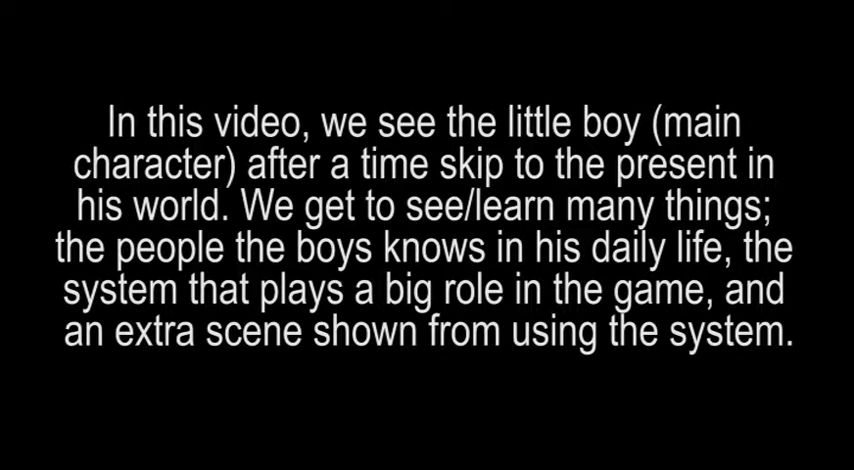 In this video, we see the little boy (main
character) after a time skip to the present in
his world. We get to see/learn many things;
the people the boys knows in his daily life, the
system that plays a big role in the game, and
an extra scene shown from using the system.